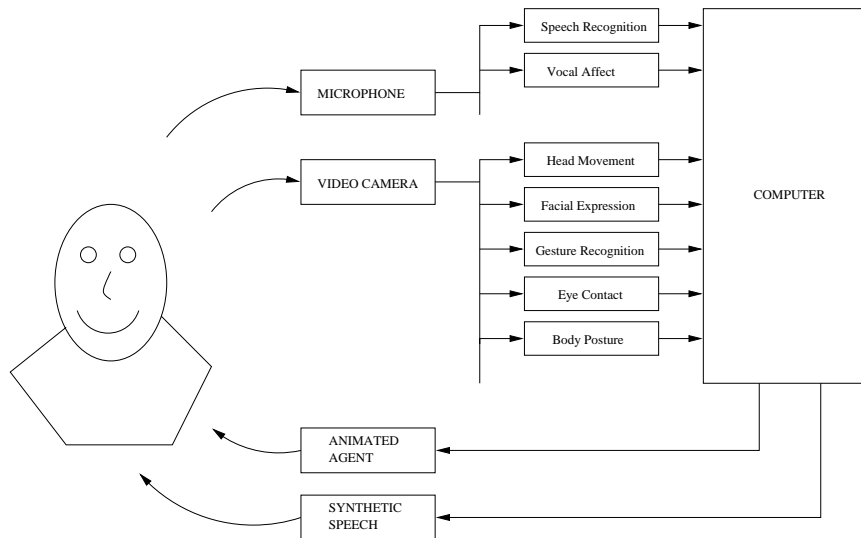 Speech Recognition
Vocal Affect
MICROPHONE
Head Movement
VIDEO CAMERA
Facial Expression
COMPUTER
Gesture Recognition
Eye Contact
Body Posture
ANIMATED
AGENT
SYNTHETIC
SPEECH